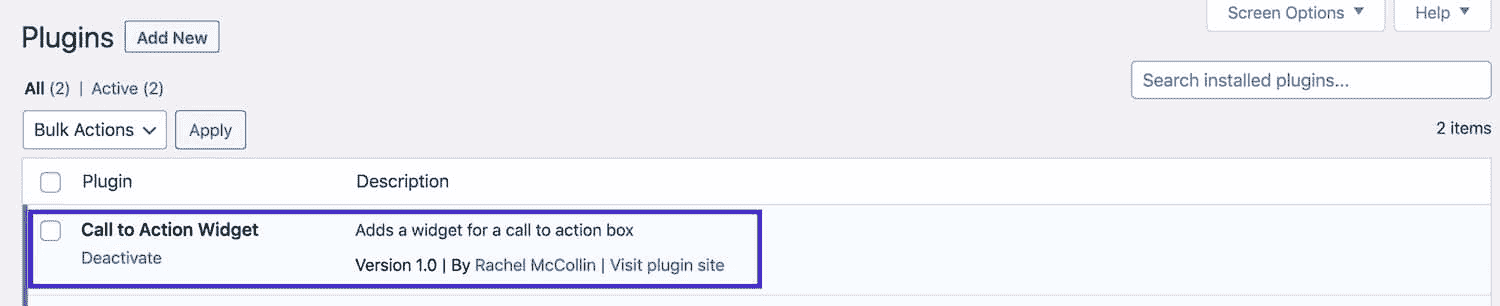 Screen Options ▼ Help ▼
Plugins Add New
All (2) | Active (2)
Search installed plugins...
Bulk Actions Apply
2 items
Plugin Description
Call to Action Widget Adds a widget for a call to action box
Deactivate Version 1.0 | By Rachel McCollin | Visit plugin site